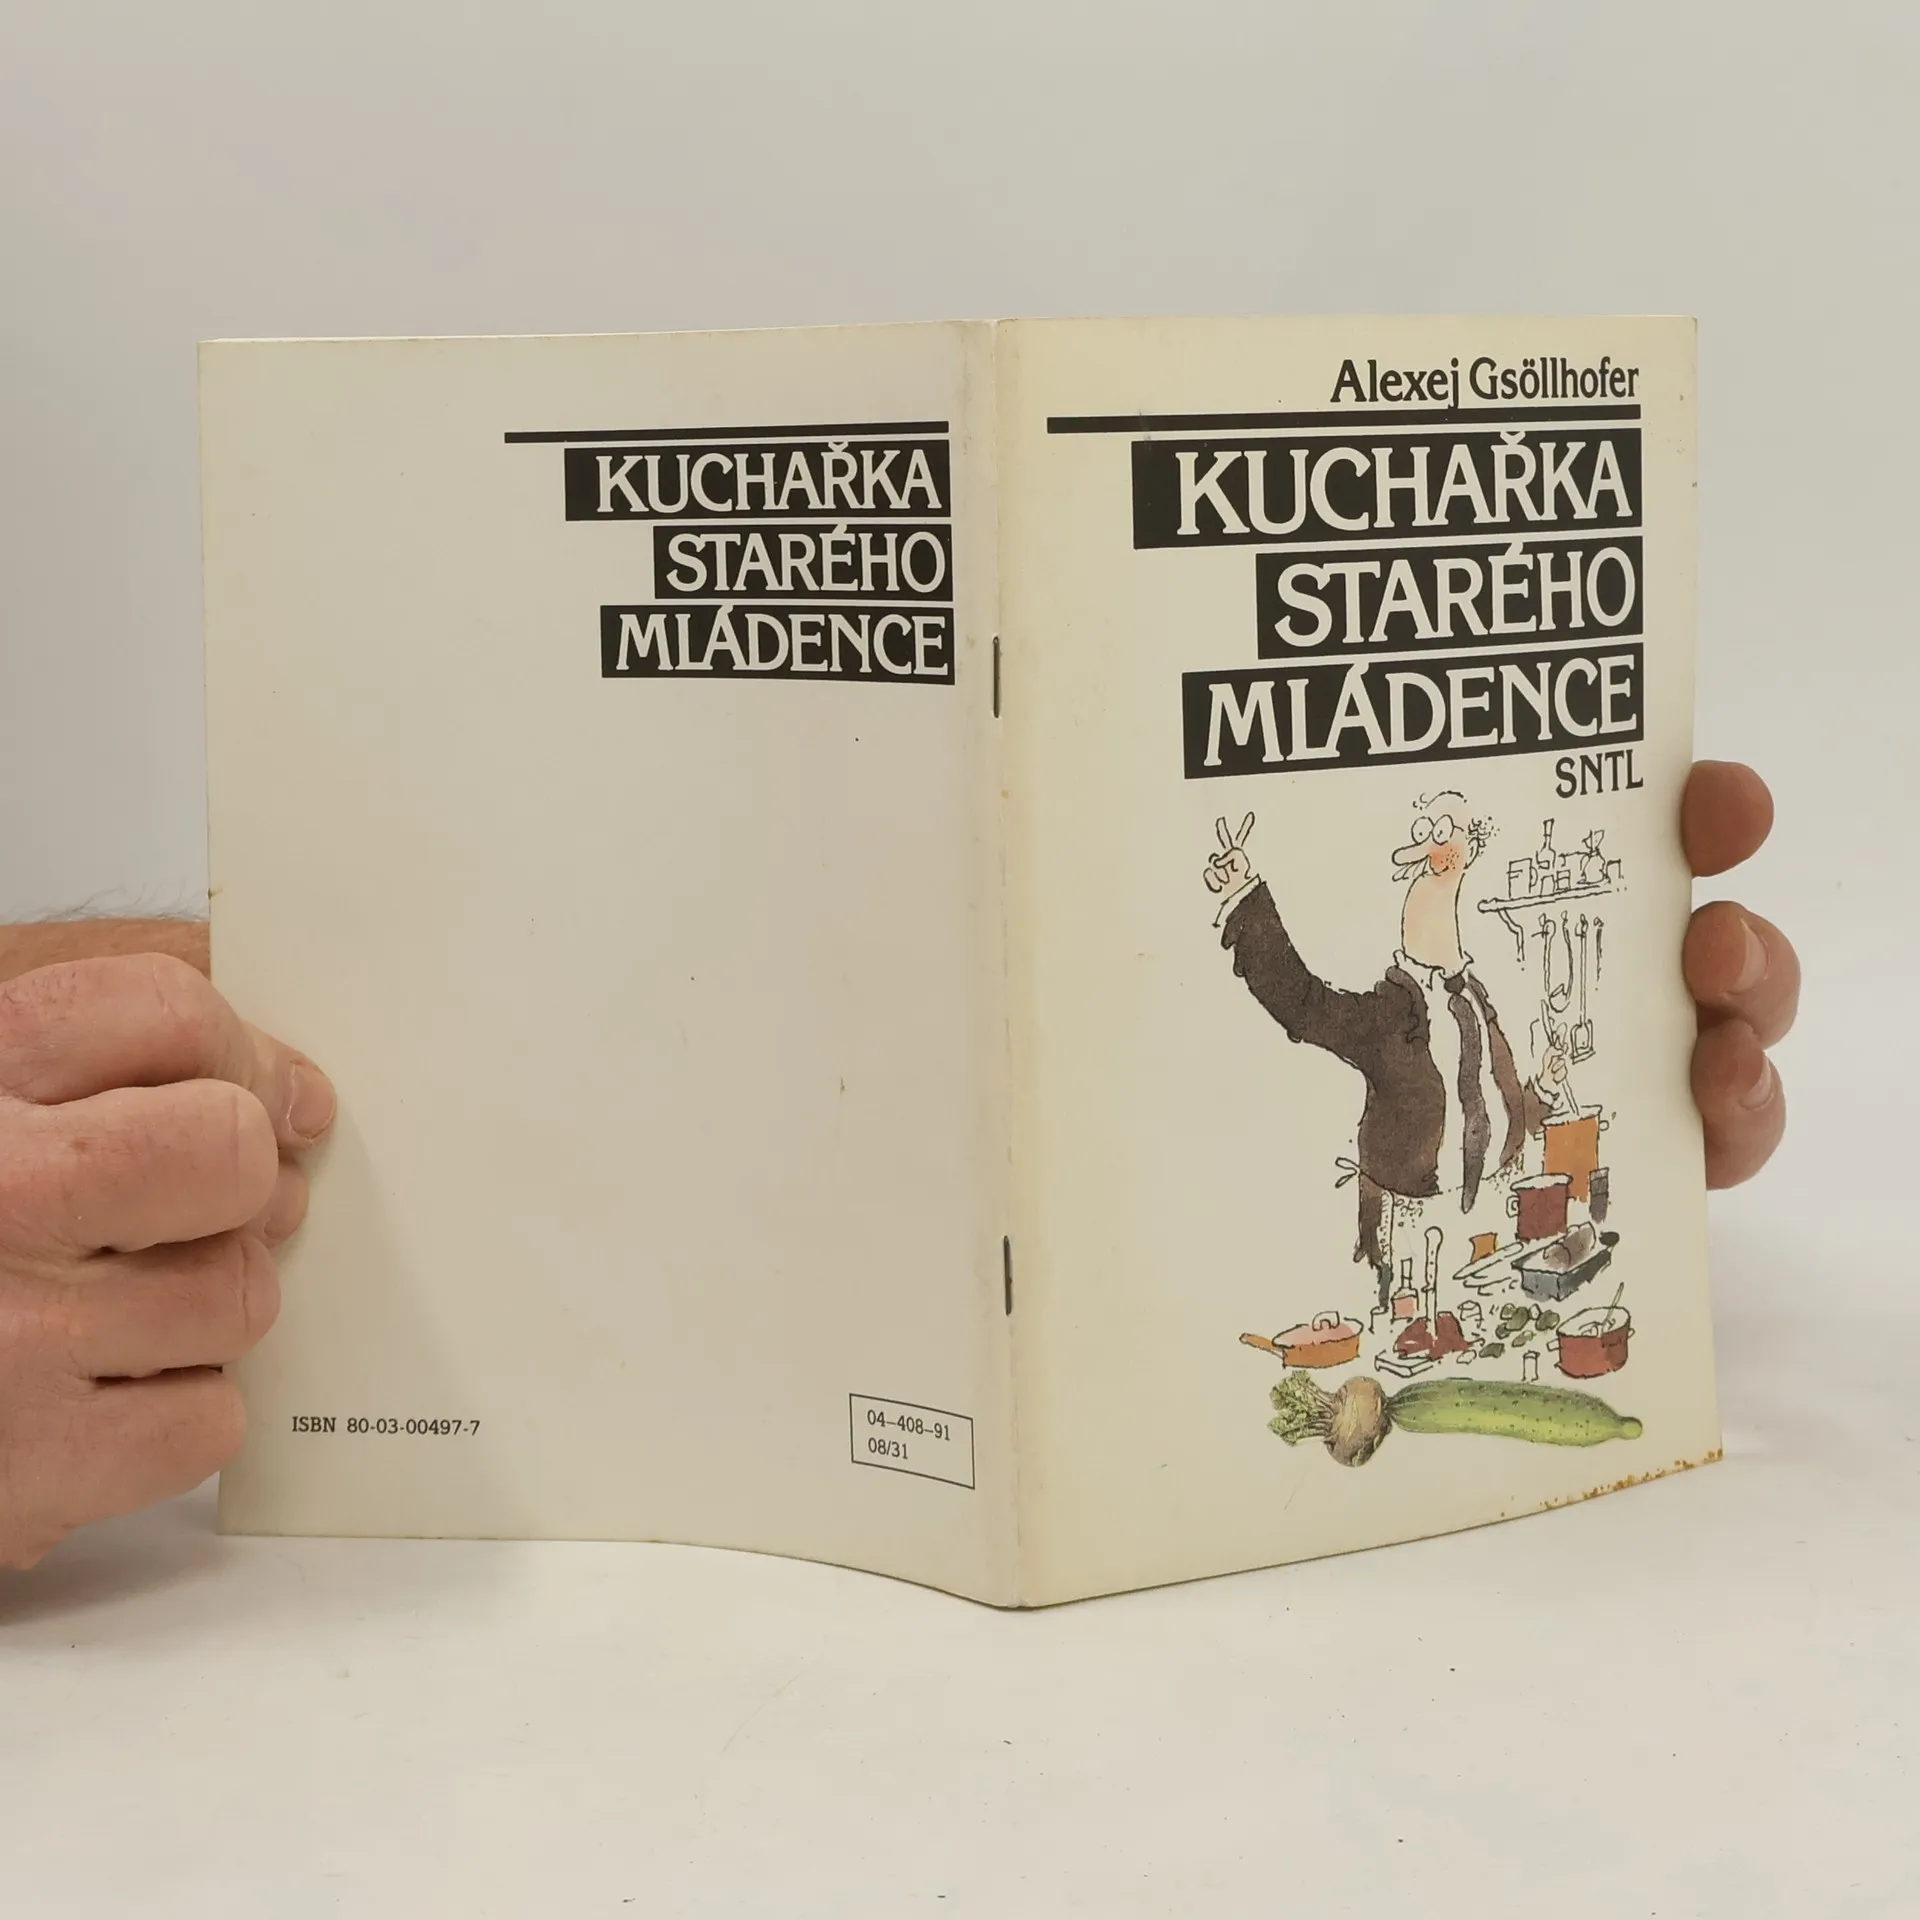 KUCHAŘKA
STARÉHO
MLÁDENCE
ISBN 80-03-00497-7
04–408–91
08/31
Alexej Gsöllhofer
KUCHAŘKA
STARÉHO
MLÁDENCE
SNTL